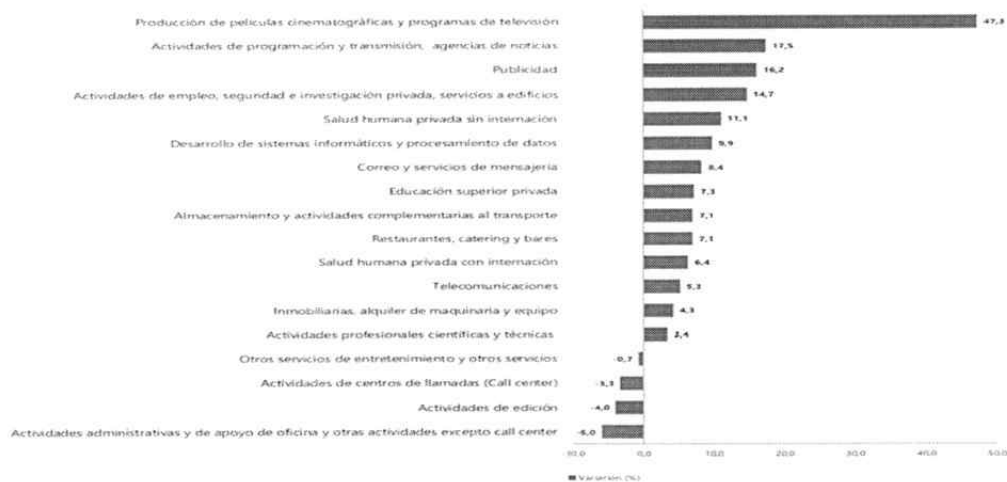 Producción de películas cinematográficas y programas de televisión 47,3
Actividades de programación y transmisión, agencias de noticias 17,5
Publicidad 16,2
Actividades de empleo, seguridad e investigación privada, servicios a edificios 14,7
Salud humana privada sin internación 11,1
Desarrollo de sistemas informáticos y procesamiento de datos 9,9
Correo y servicios de mensajería 8,4
Educación superior privada 7,3
Almacenamiento y actividades complementarias al transporte 7,1
Restaurantes, catering y bares 7,1
Salud humana privada con internación 6,4
Telecomunicaciones 5,3
Inmobiliarias, alquiler de maquinaria y equipo 4,3
Actividades profesionales científicas y técnicas
Otros servicios de entretenimiento y otros servicios -0,7
Actividades de centros de llamadas (Call center) -3,3
Actividades de edición -4,0
Actividades administrativas y de apoyo de oficina y otras actividades excepto call center
0,0 10,0 20,0 30,0 40,0 50,0
Variación (%)